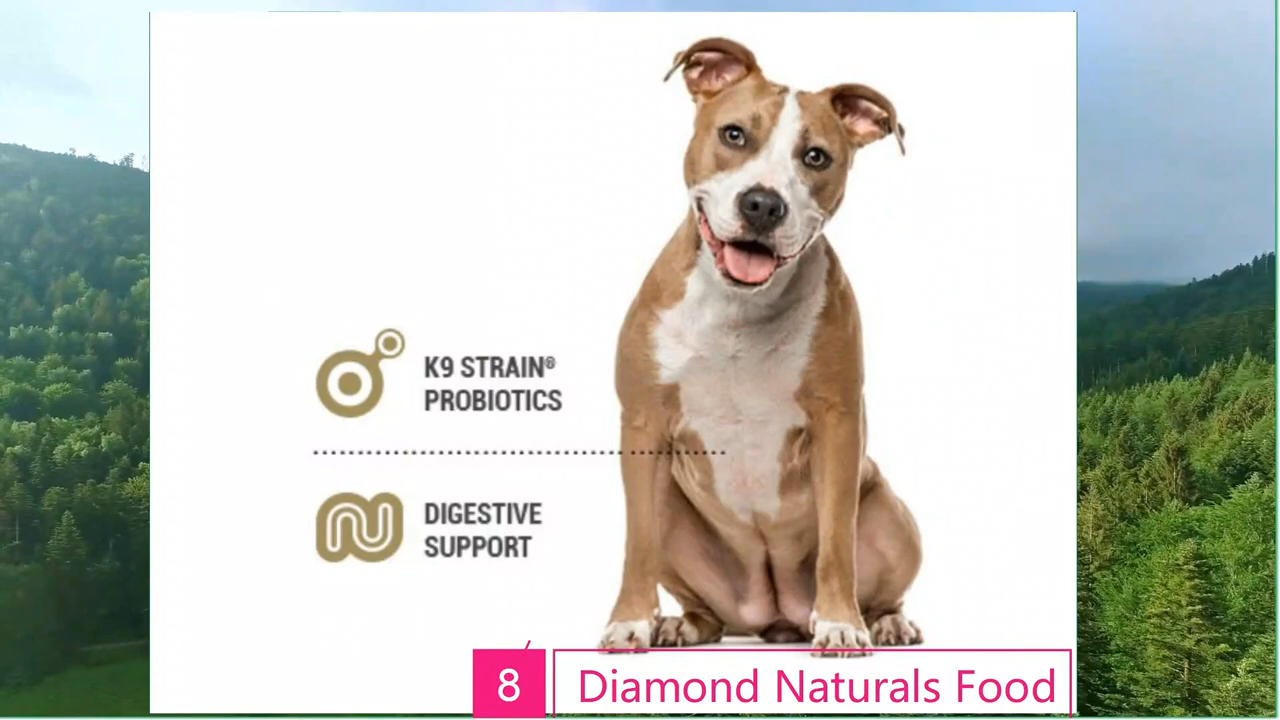 K9 STRAIN®
PROBIOTICS
DIGESTIVE
SUPPORT
8 Diamond Naturals Food